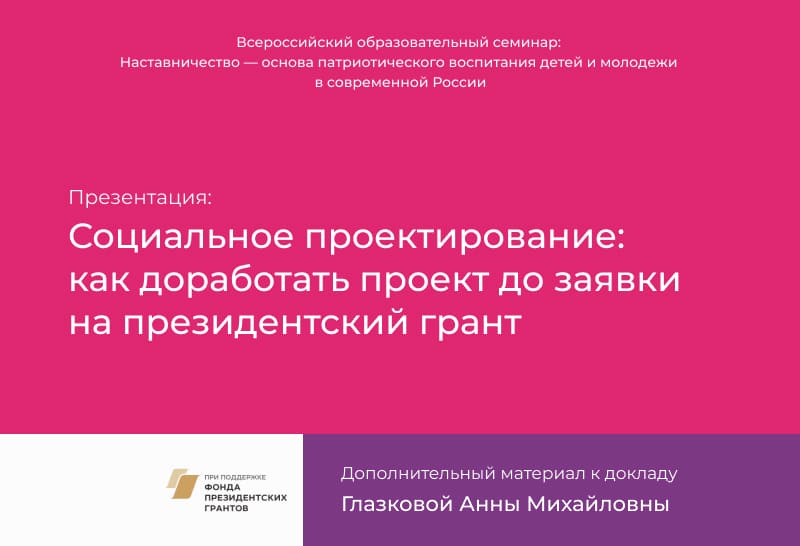 Всероссийский образовательный семинар:
Наставничество — основа патриотического воспитания детей и молодежи
в современной России
Презентация:
Социальное проектирование:
как доработать проект до заявки
на президентский грант
ПРИ ПОДДЕРЖКЕ
ФОНДА
ПРЕЗИДЕНТСКИХ
ГРАНТОВ
Дополнительный материал к докладу
Глазковой Анны Михайловны